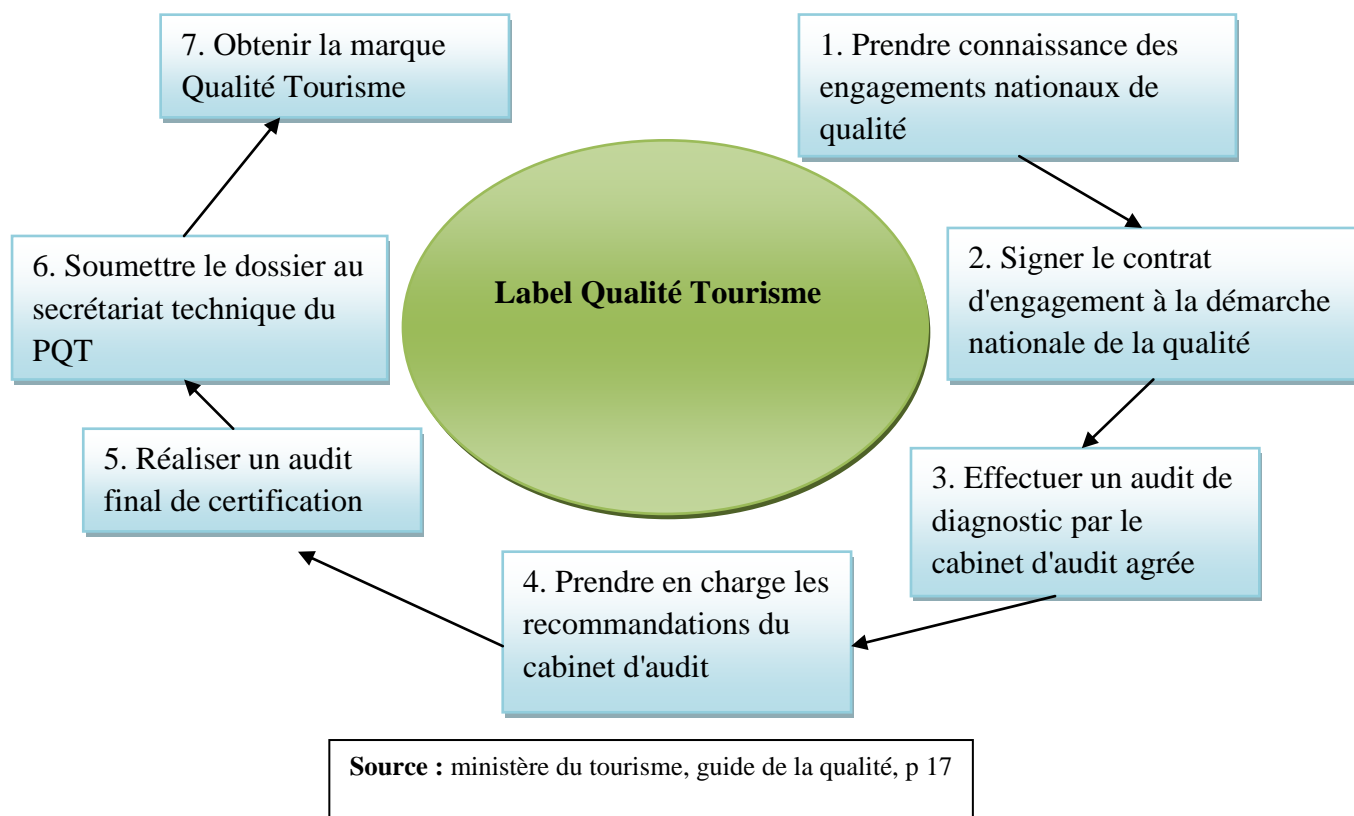 7. Obtenir la marque
Qualité Tourisme
1. Prendre connaissance des
engagements nationaux de
qualité
Label Qualité Tourisme
2. Signer le contrat
d'engagement à la démarche
nationale de la qualité
6. Soumettre le dossier au
secrétariat technique du
PQT
3. Effectuer un audit de
diagnostic par le
cabinet d'audit agrée
5. Réaliser un audit
final de certification
4. Prendre en charge les
recommandations du
cabinet d'audit
Source : ministère du tourisme, guide de la qualité, p 17